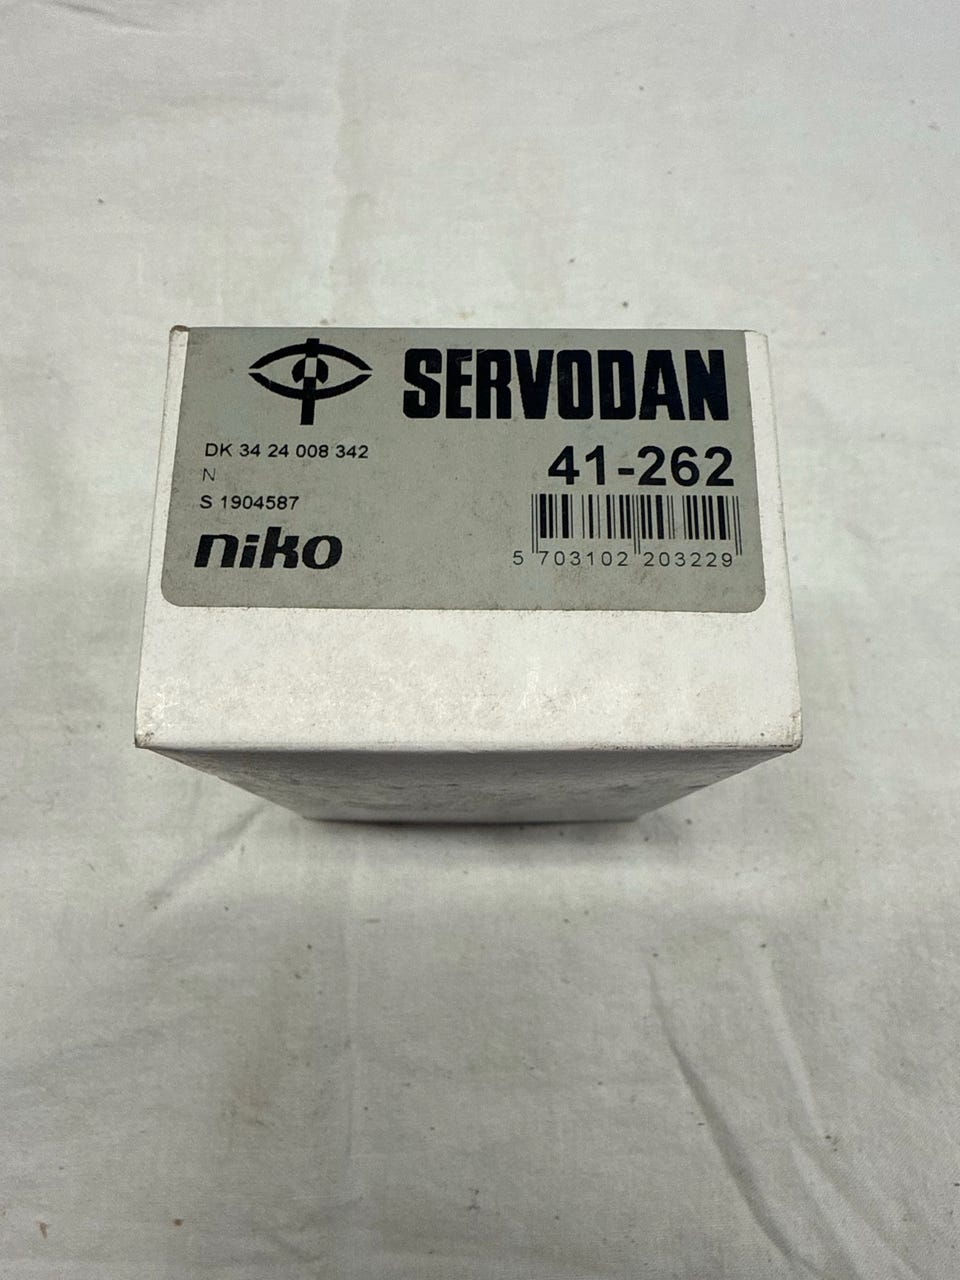 SERVODAN
DK 34 24 008 342
N
S 1904587
niko
41-262
5 703102 203229